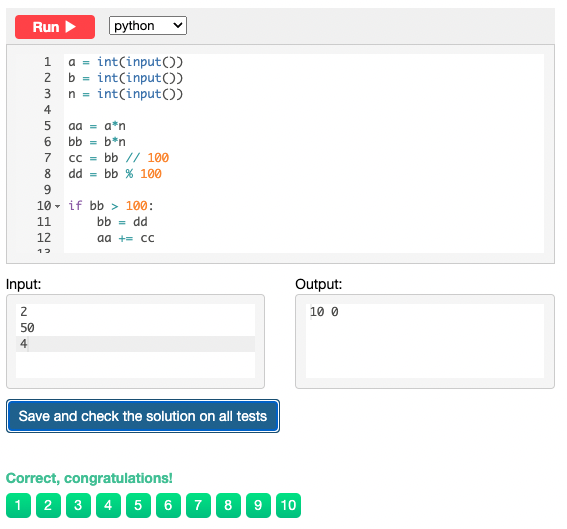 Run python
1 a = int(input())
2 b = int(input())
3 n = int(input())
4
5 aa = a*n
6 bb = b*n
7 cc = bb // 100
8 dd = bb % 100
9
10 if bb > 100:
11     bb = dd
12     aa += cc
13
Input: Output:
2 10 0
50
4
Save and check the solution on all tests
Correct, congratulations!
1 2 3 4 5 6 7 8 9 10